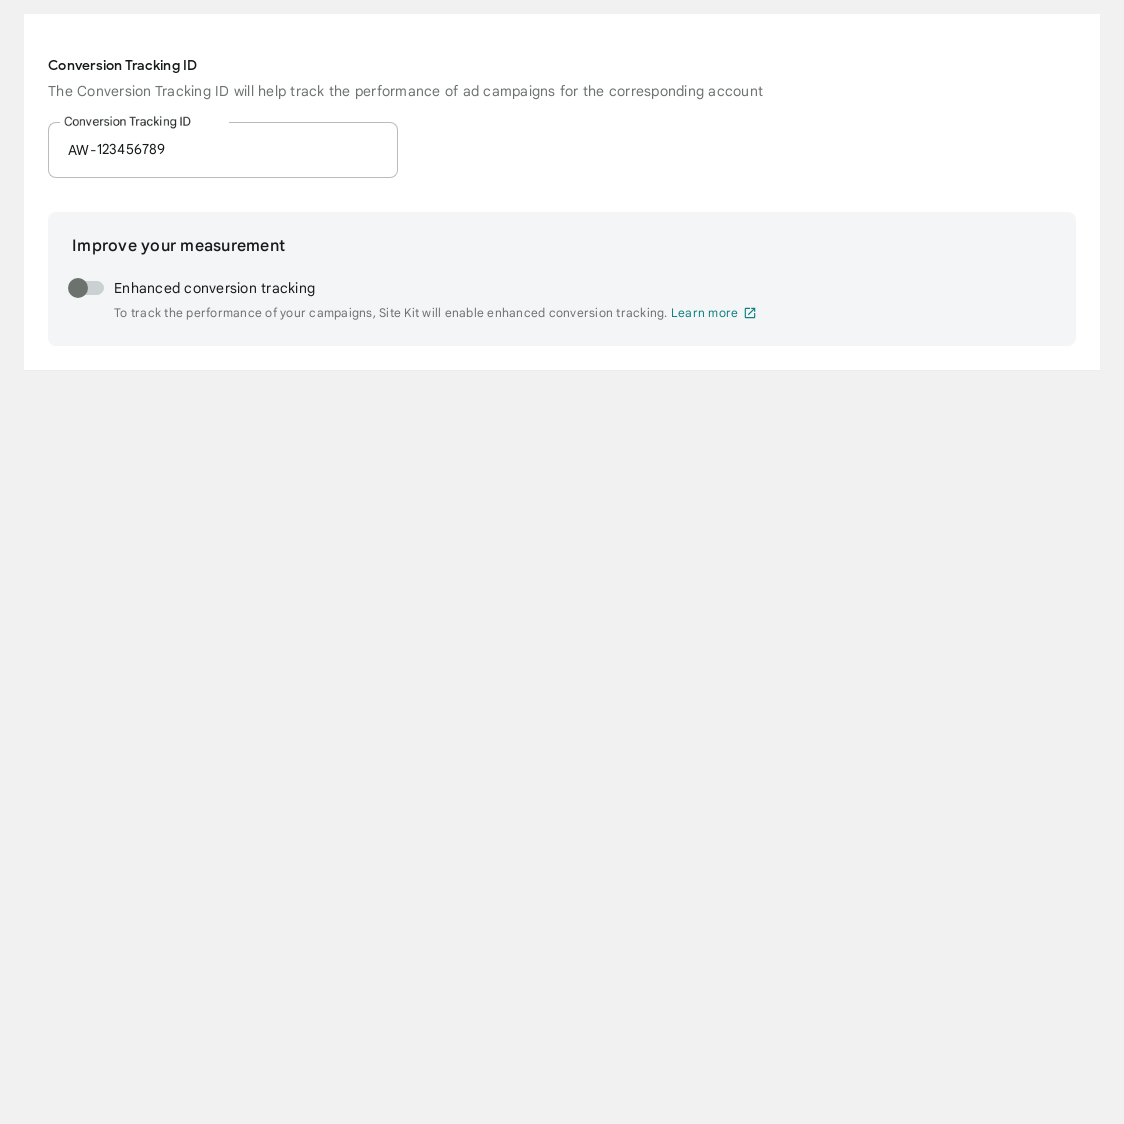 Conversion Tracking ID
The Conversion Tracking ID will help track the performance of ad campaigns for the corresponding account
Conversion Tracking ID
AW-123456789
Improve your measurement
Enhanced conversion tracking
To track the performance of your campaigns, Site Kit will enable enhanced conversion tracking. Learn more